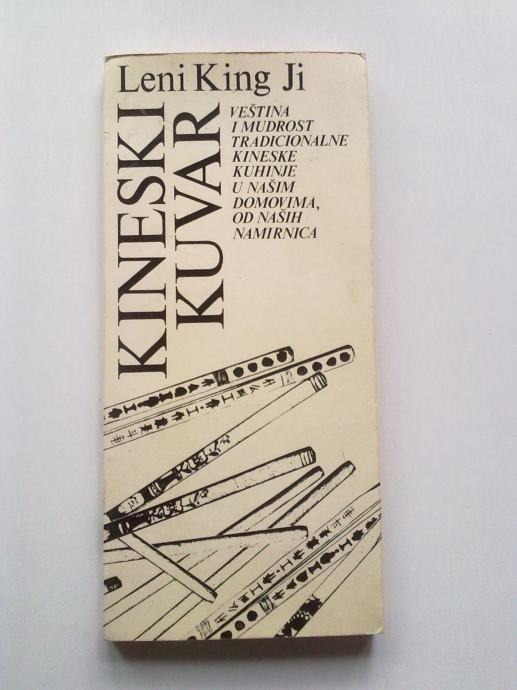 Leni King Ji
KINESKI
KUVAR
VEŠTINA
I MUDROST
TRADICIONALNE
KINESKE
KUHINJE
U NAŠIM
DOMOVIMA,
OD NAŠIH
NAMIRNICA